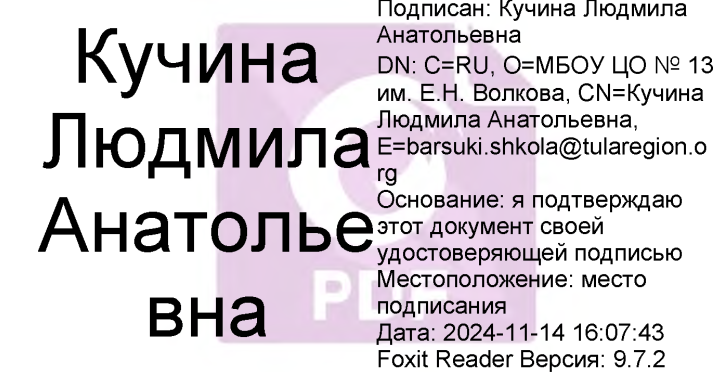 Кучина
Людмила
Анатолье
вна
Подписан: Кучина Людмила
Анатольевна
DN: C=RU, O=МБОУ ЦО № 13
им. Е.Н. Волкова, CN=Кучина
Людмила Анатольевна,
E=barsuki.shkola@tularegion.o
rg
Основание: я подтверждаю
этот документ своей
удостоверяющей подписью
Местоположение: место
подписания
Дата: 2024-11-14 16:07:43
Foxit Reader Версия: 9.7.2
PDF